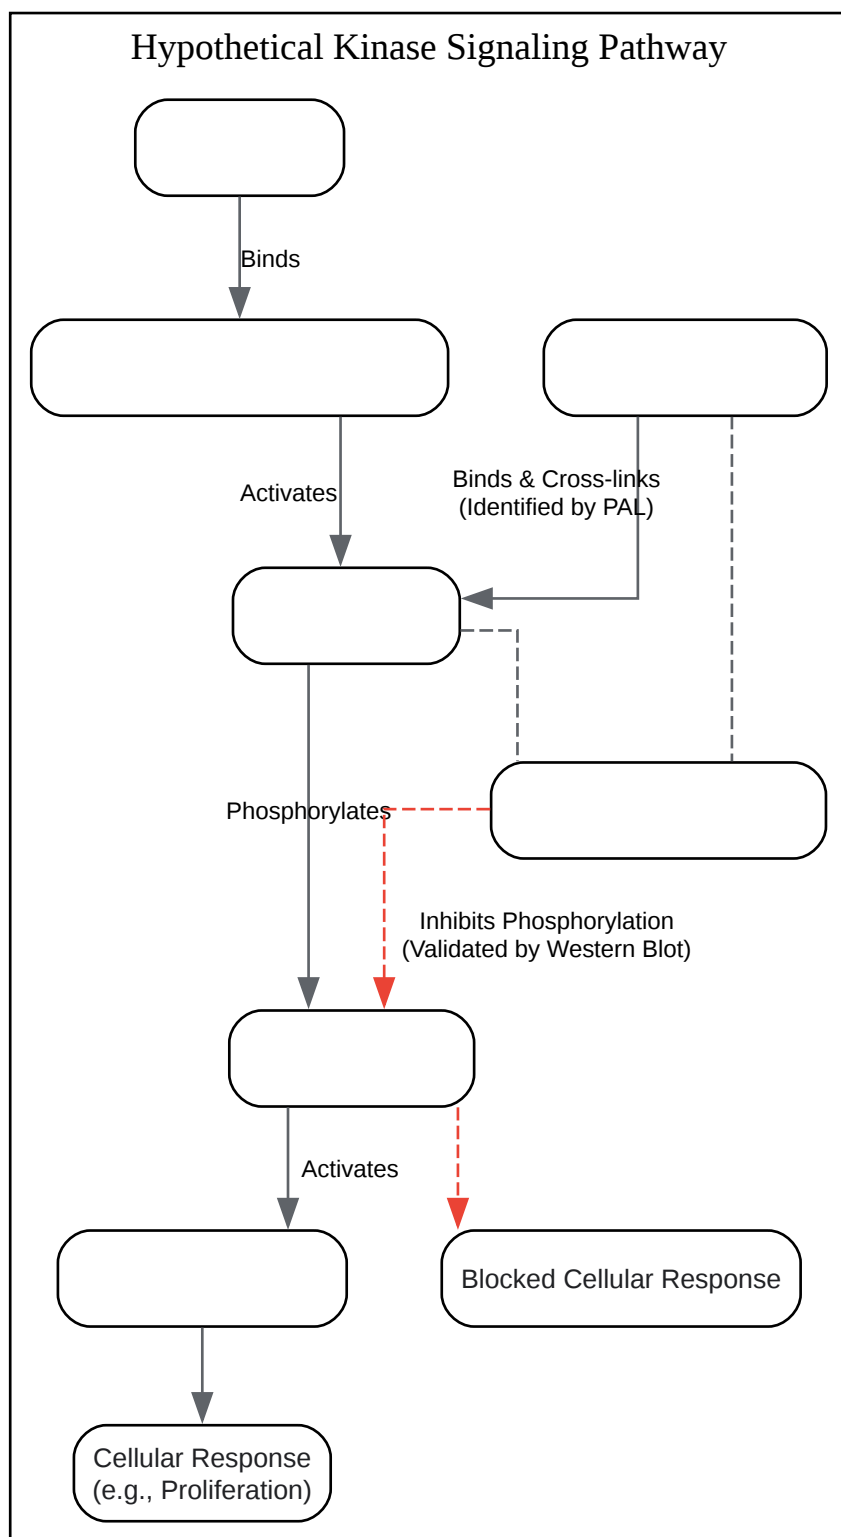 Hypothetical Kinase Signaling Pathway
Binds
Activates
Binds & Cross-links
(Identified by PAL)
Phosphorylates
Inhibits Phosphorylation
(Validated by Western Blot)
Activates
Blocked Cellular Response
Cellular Response
(e.g., Proliferation)